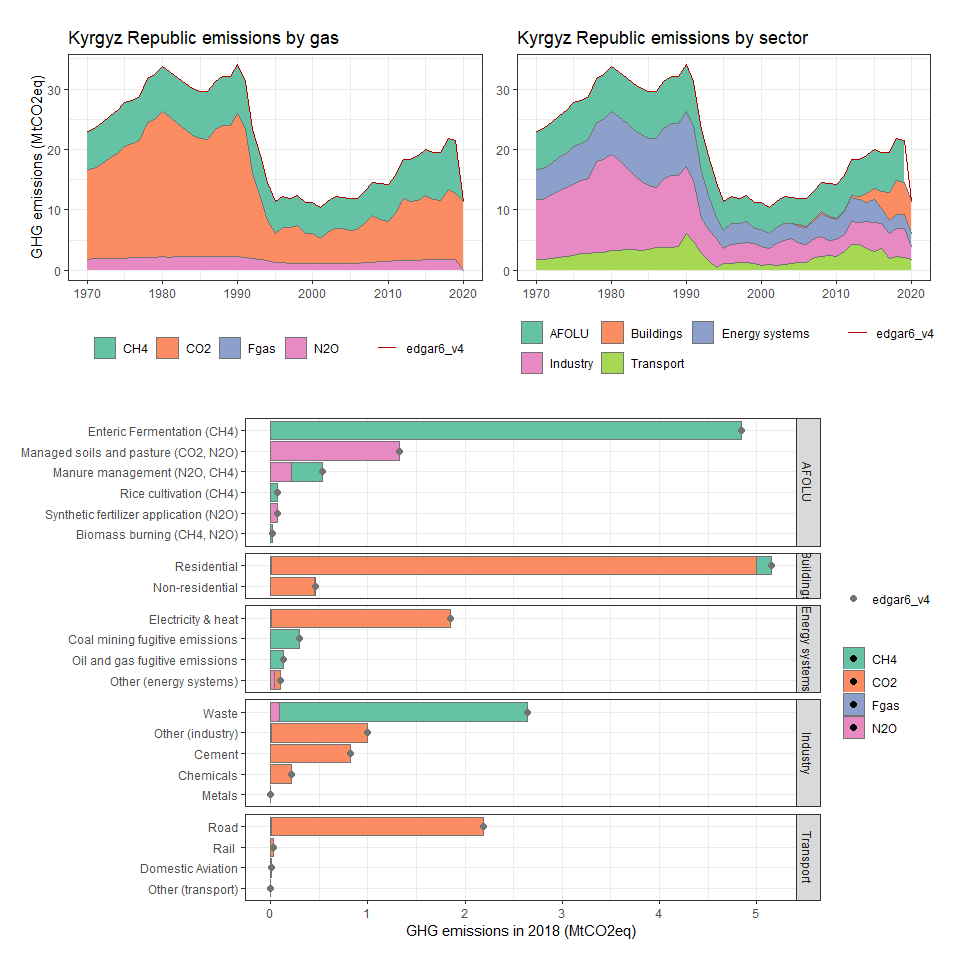 Kyrgyz Republic emissions by gas
GHG emissions (MtCO2eq)
30
20
10
0
1970 1980 1990 2000 2010 2020
CH4 CO2 Fgas N2O edgar6_v4
Kyrgyz Republic emissions by sector
30
20
10
0
1970 1980 1990 2000 2010 2020
AFOLU Buildings Energy systems edgar6_v4
Industry Transport
Enteric Fermentation (CH4)
Managed soils and pasture (CO2, N2O)
Manure management (N2O, CH4)
Rice cultivation (CH4)
Synthetic fertilizer application (N2O)
Biomass burning (CH4, N2O)
AFOLU
Residential
Non-residential
Buildings
Electricity & heat
Coal mining fugitive emissions
Oil and gas fugitive emissions
Other (energy systems)
Energy systems
Waste
Other (industry)
Cement
Chemicals
Metals
Industry
Road
Rail
Domestic Aviation
Other (transport)
Transport
0 1 2 3 4 5
GHG emissions in 2018 (MtCO2eq)
edgar6_v4
CH4
CO2
Fgas
N2O